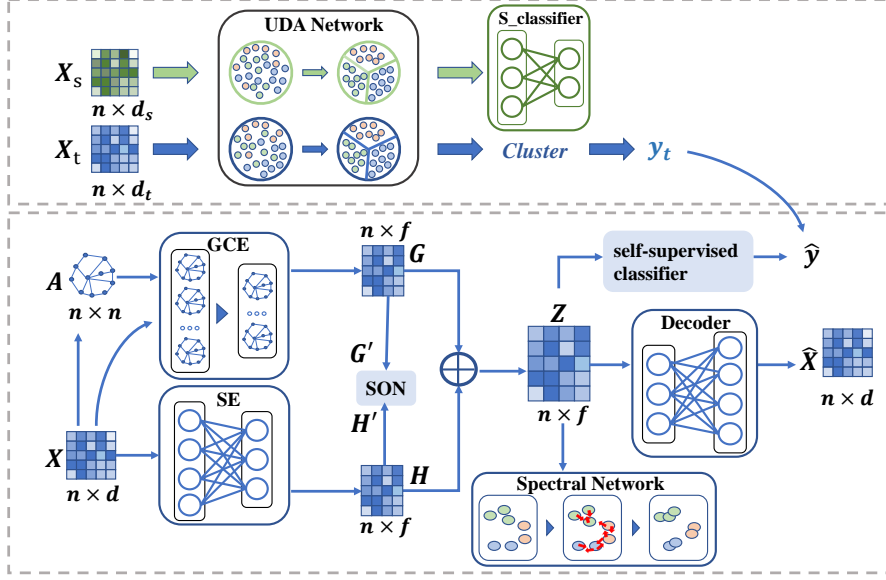 UDA Network
S_classifier
X_s
n × d_s
X_t
n × d_t
Cluster
y_t
GCE
n × f
G
self-supervised
classifier
ŷ
A
n × n
Z
Decoder
G′
SON
X̂
SE
H′
n × f
n × d
X
H
n × d
n × f
Spectral Network